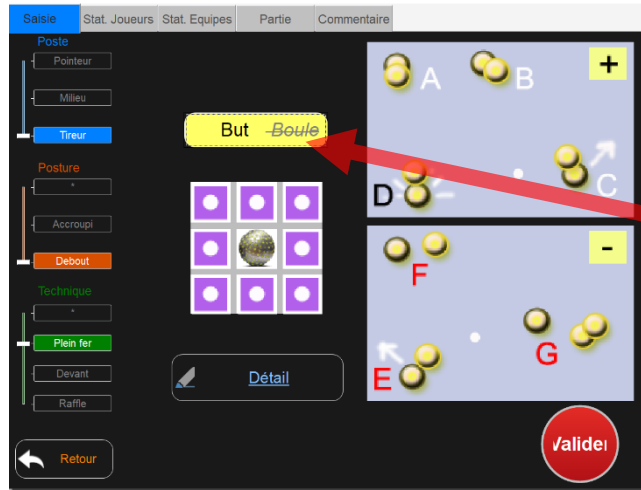 Saisie Stat. Joueurs Stat. Equipes Partie Commentaire
Poste
Pointeur
Milieu
Tireur
Posture
*
Accroupi
Debout
Technique
*
Plein fer
Devant
Raffle
Retour
But Boule
Détail
A B +
D C
F -
E G
Valider